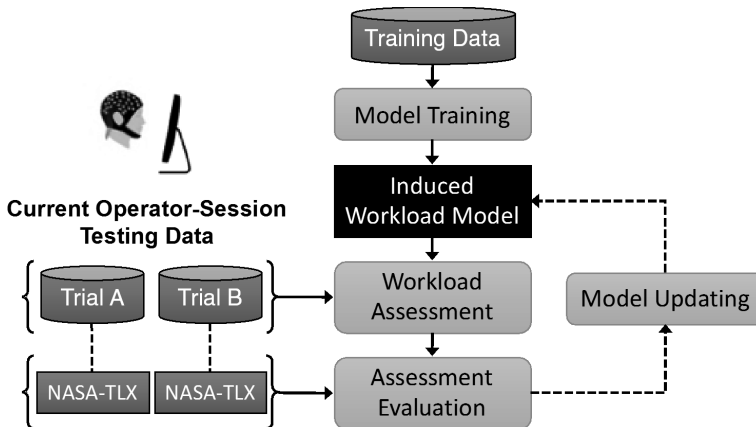 Training Data
Model Training
Induced
Workload Model
Current Operator-Session
Testing Data
Trial A
Trial B
Workload
Assessment
Model Updating
NASA-TLX
NASA-TLX
Assessment
Evaluation